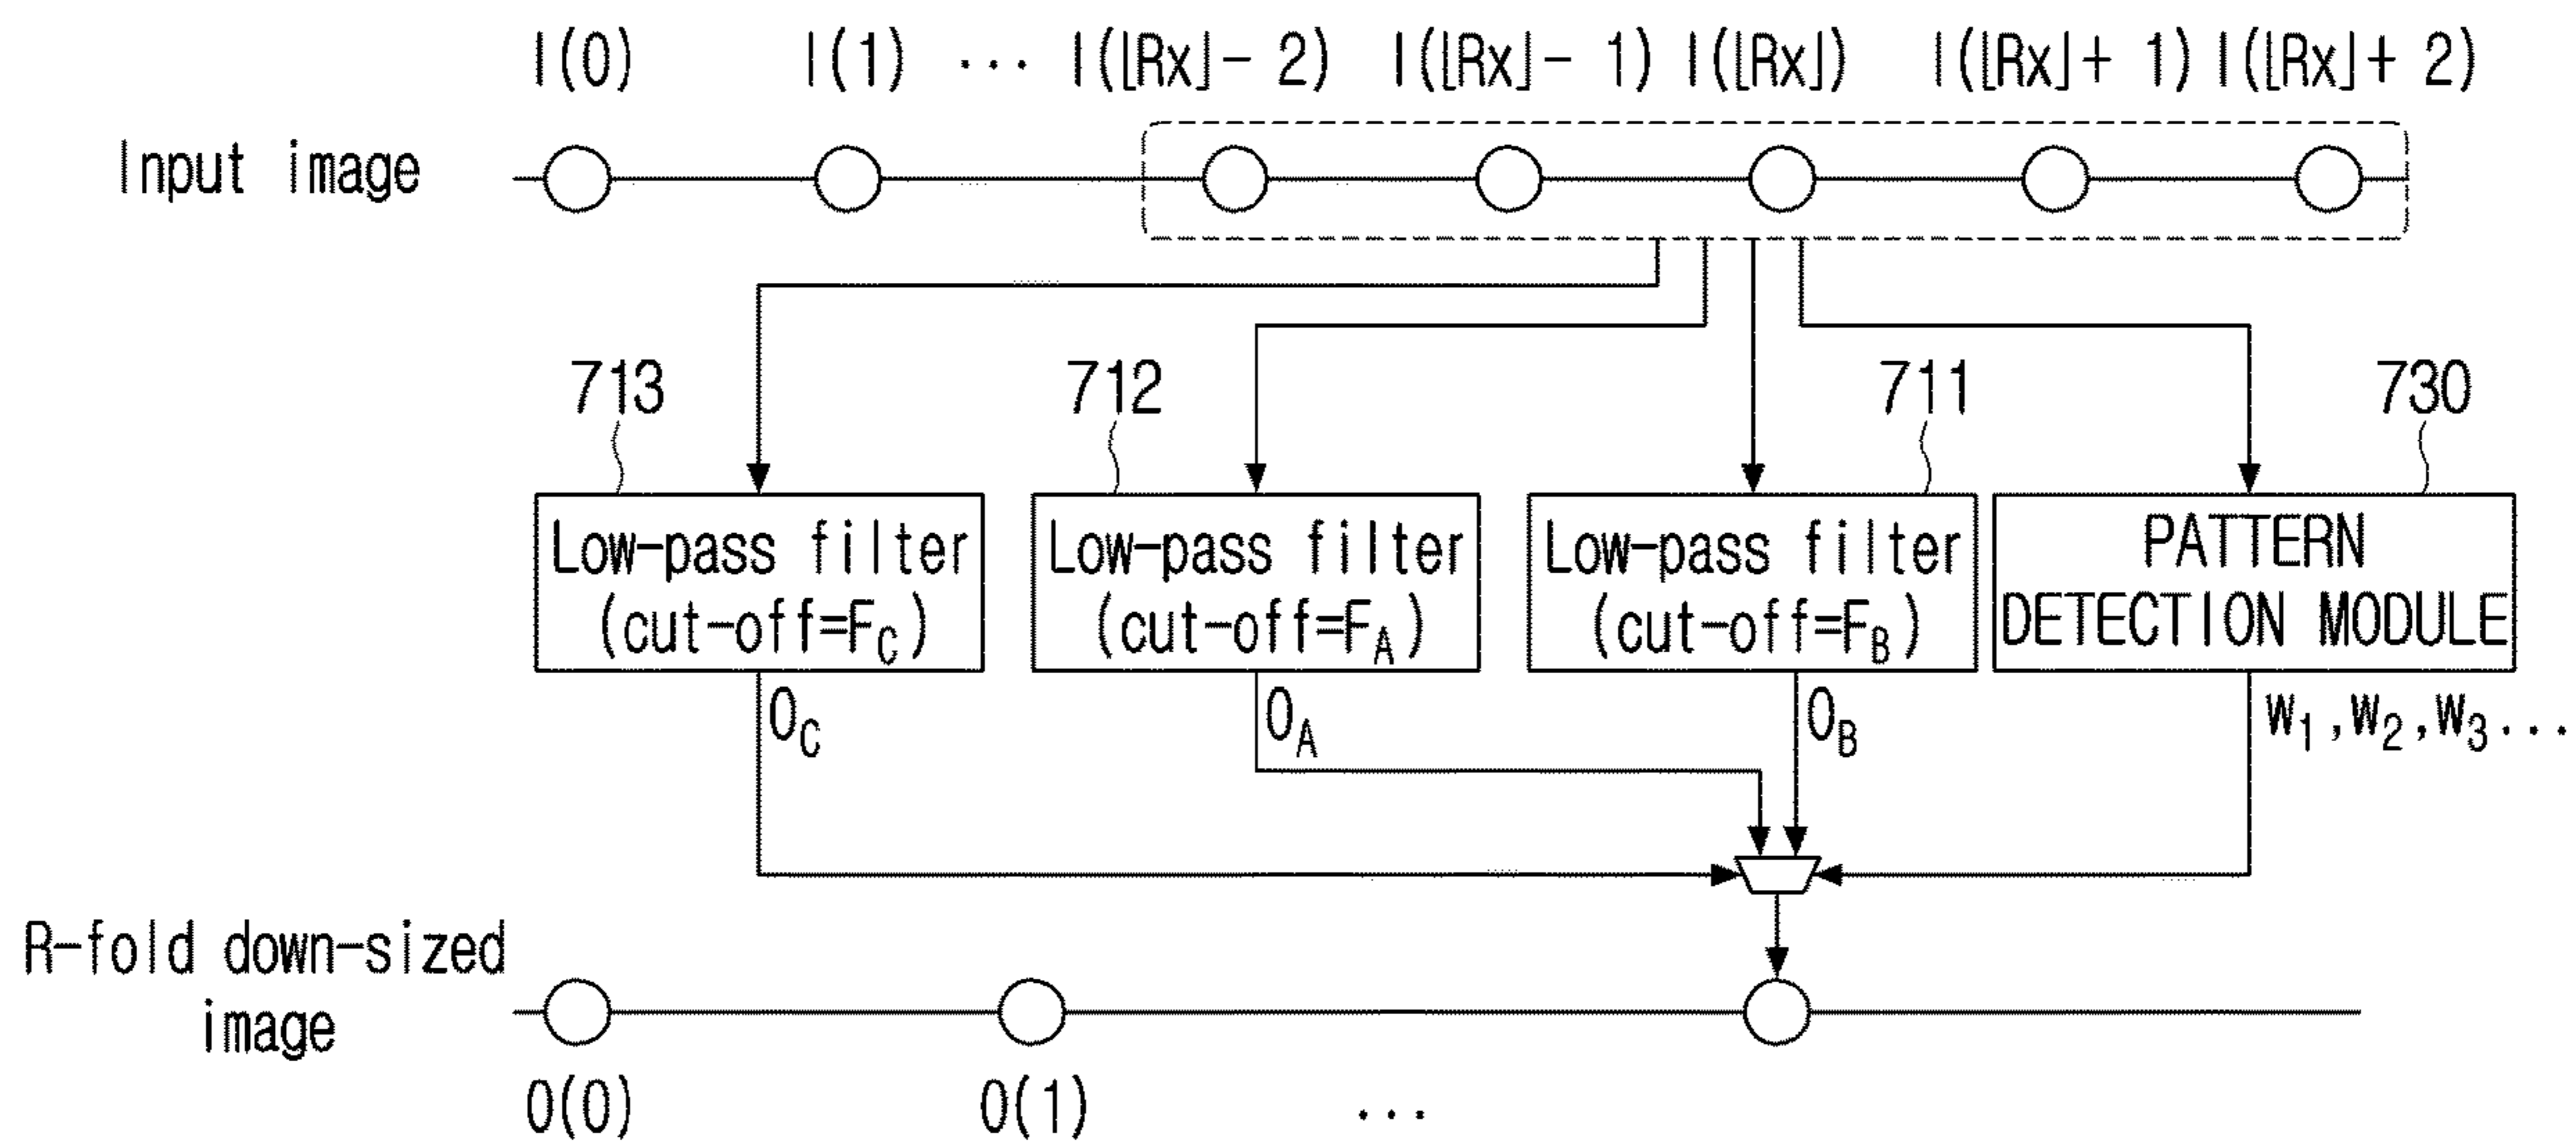 I(0) I(1) ... I(⌊Rx⌋- 2) I(⌊Rx⌋- 1) I(⌊Rx⌋) I(⌊Rx⌋+ 1) I(⌊Rx⌋+ 2)
Input image
713 712 711 730
Low-pass filter
(cut-off=F_C)
Low-pass filter
(cut-off=F_A)
Low-pass filter
(cut-off=F_B)
PATTERN
DETECTION MODULE
O_C O_A O_B W_1,W_2,W_3...
R-fold down-sized
image
O(0) O(1) ...